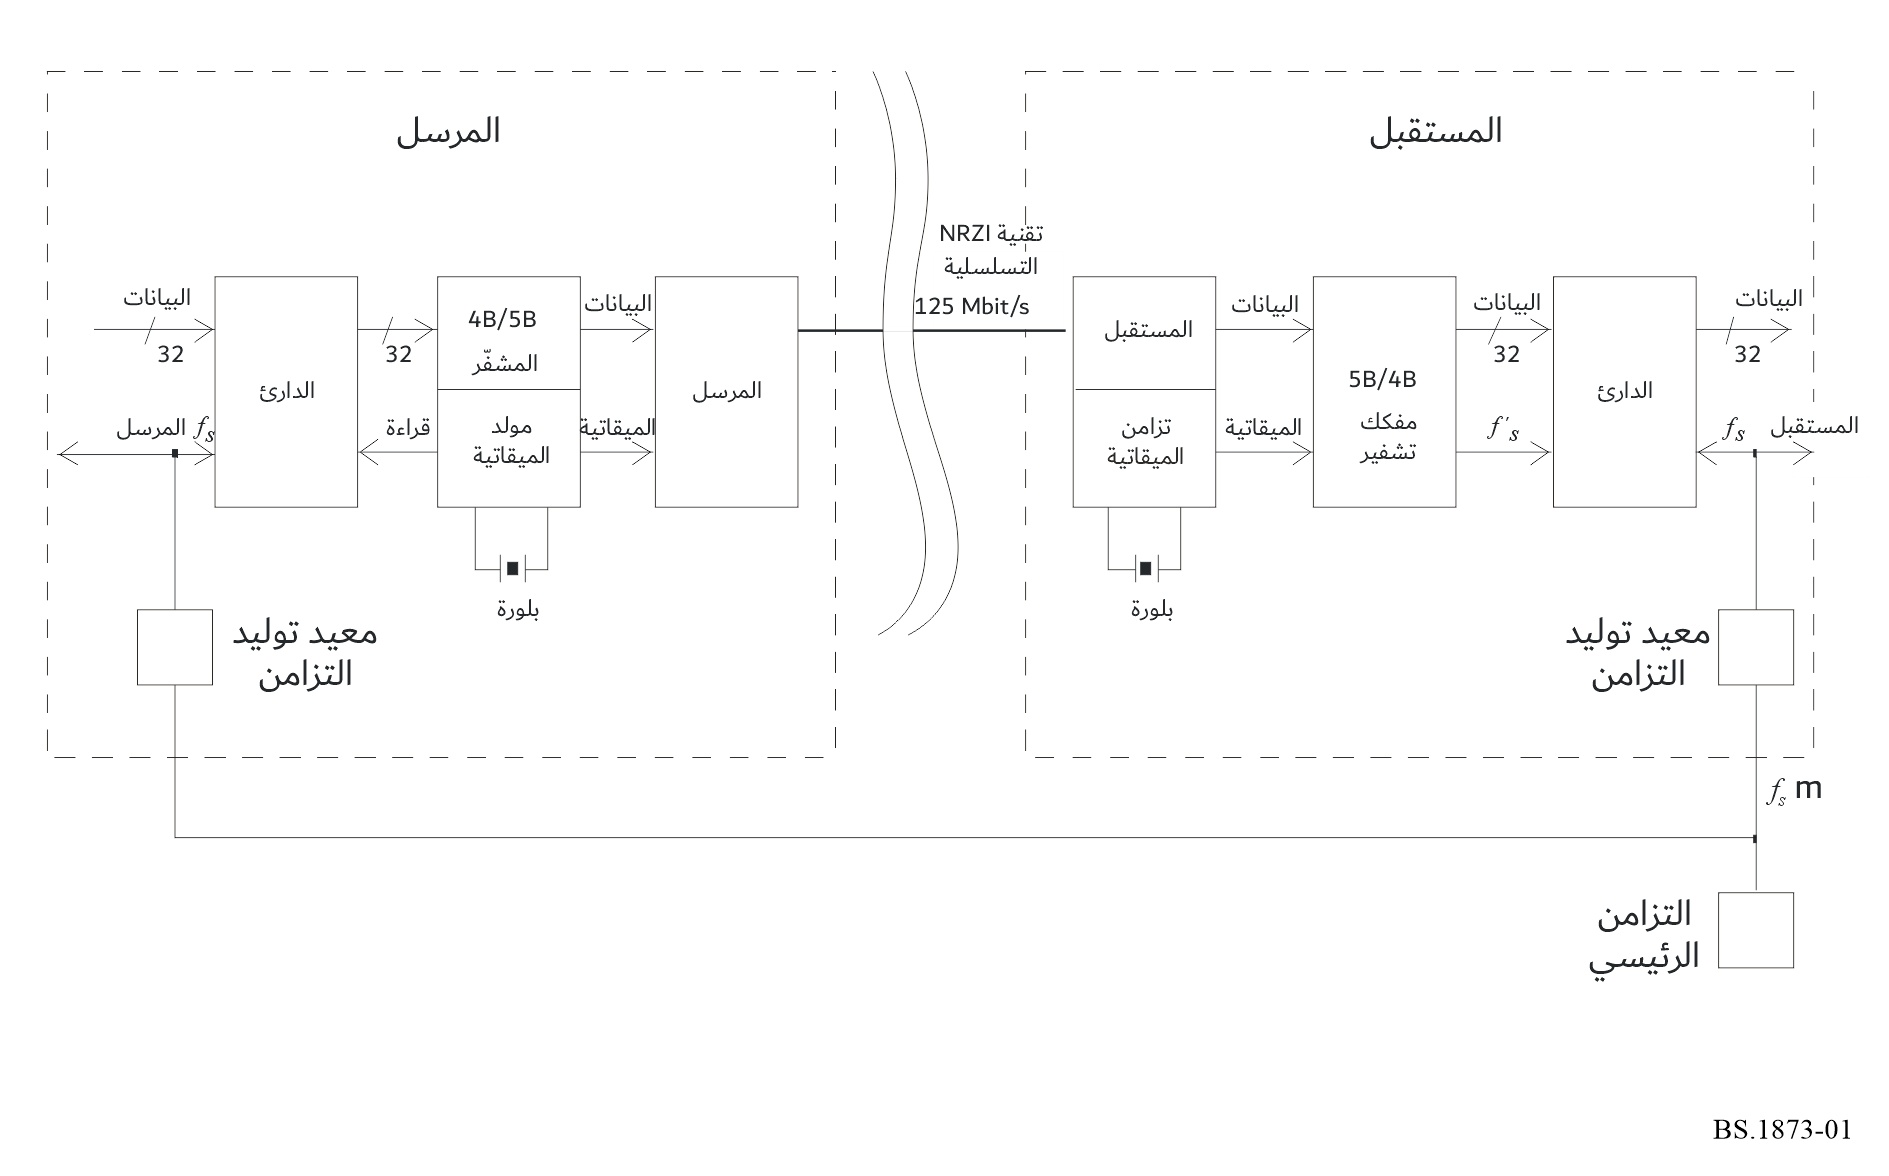 المرسل
المستقبل
تقنية NRZI
التسلسلية
125 Mbit/s
البيانات
32
المرسل fs
الدارئ
32
قراءة
4B/5B
المشفّر
مولد
الميقاتية
بلورة
البيانات
الميقاتية
المرسل
المستقبل
تزامن
الميقاتية
بلورة
البيانات
الميقاتية
5B/4B
مفكك
تشفير
البيانات
32
f's
الدارئ
البيانات
32
fs المستقبل
معيد توليد
التزامن
معيد توليد
التزامن
fs m
التزامن
الرئيسي
BS.1873-01